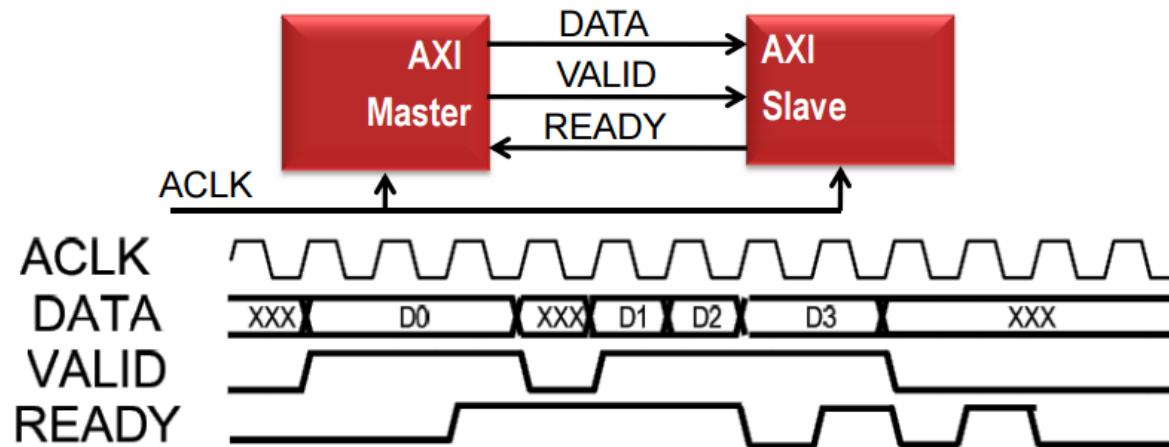 DATA
AXI
Master
VALID
AXI
Slave
READY
ACLK
ACLK
DATA XXX D0 XXX D1 D2 D3 XXX
VALID
READY